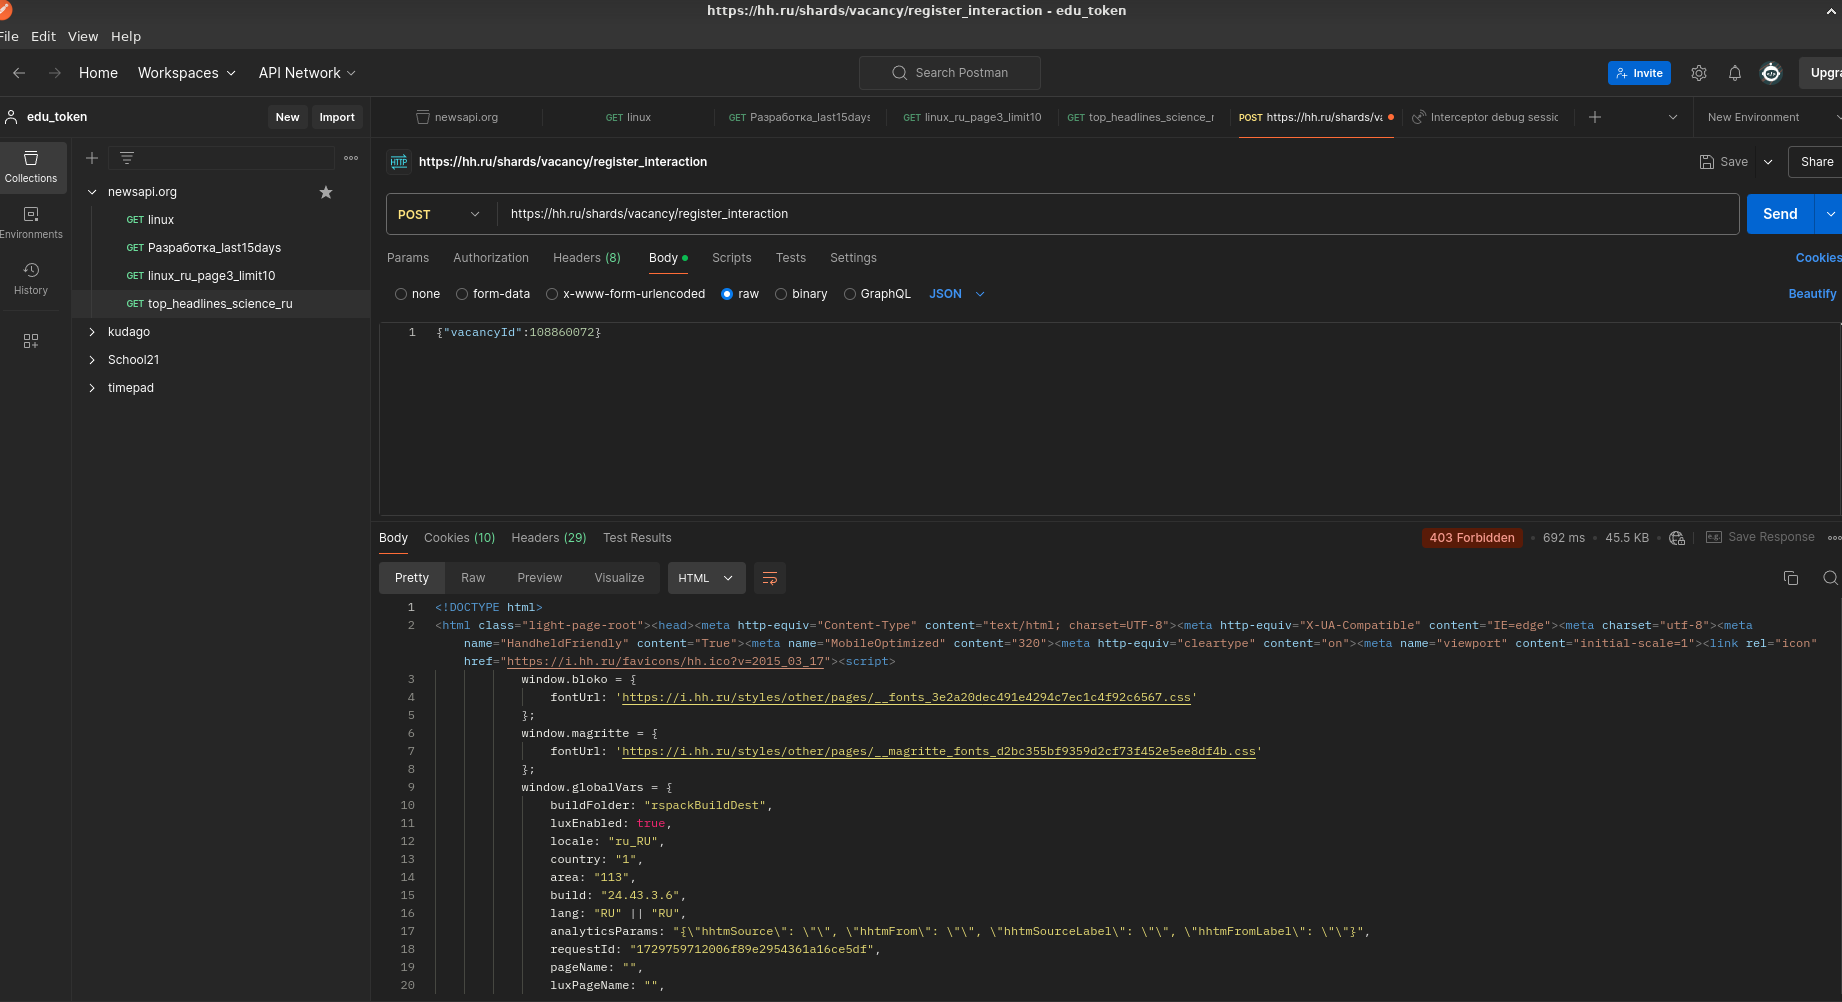 https://hh.ru/shards/vacancy/register_interaction - edu_token
File Edit View Help
Home Workspaces API Network Search Postman Invite
edu_token New Import newsapi.org GET linux GET Разработка_last15days GET linux_ru_page3_limit10 GET top_headlines_science_r POST https://hh.ru/shards/va New Environment
Collections
Environments
History
newsapi.org
GET linux
GET Разработка_last15days
GET linux_ru_page3_limit10
GET top_headlines_science_ru
kudago
School21
timepad
HTTP https://hh.ru/shards/vacancy/register_interaction Save Share
POST https://hh.ru/shards/vacancy/register_interaction Send
Params Authorization Headers (8) Body Scripts Tests Settings Cookies
none form-data x-www-form-urlencoded raw binary GraphQL JSON Beautify
1 {"vacancyId":108860072}
Body Cookies (10) Headers (29) Test Results 403 Forbidden 692 ms 45.5 KB Save Response
Pretty Raw Preview Visualize HTML
1 <!DOCTYPE html>
2 <html class="light-page-root"><head><meta http-equiv="Content-Type" content="text/html; charset=UTF-8"><meta http-equiv="X-UA-Compatible" content="IE=edge"><meta charset="utf-8"><meta
name="HandheldFriendly" content="True"><meta name="MobileOptimized" content="320"><meta http-equiv="cleartype" content="on"><meta name="viewport" content="initial-scale=1"><link rel="icon"
href="https://i.hh.ru/favicons/hh.ico?v=2015_03_17"><script>
3 window.bloko = {
4 fontUrl: 'https://i.hh.ru/styles/other/pages/__fonts_3e2a20dec491e4294c7ec1c4f92c6567.css'
5 };
6 window.magritte = {
7 fontUrl: 'https://i.hh.ru/styles/other/pages/__magritte_fonts_d2bc355bf9359d2cf73f452e5ee8df4b.css'
8 };
9 window.globalVars = {
10 buildFolder: "rspackBuildDest",
11 luxEnabled: true,
12 locale: "ru_RU",
13 country: "1",
14 area: "113",
15 build: "24.43.3.6",
16 lang: "RU" || "RU",
17 analyticsParams: "{\"hhtmSource\": \"\", \"hhtmFrom\": \"\", \"hhtmSourceLabel\": \"\", \"hhtmFromLabel\": \"\"}",
18 requestId: "1729759712006f89e2954361a16ce5df",
19 pageName: "",
20 luxPageName: "",